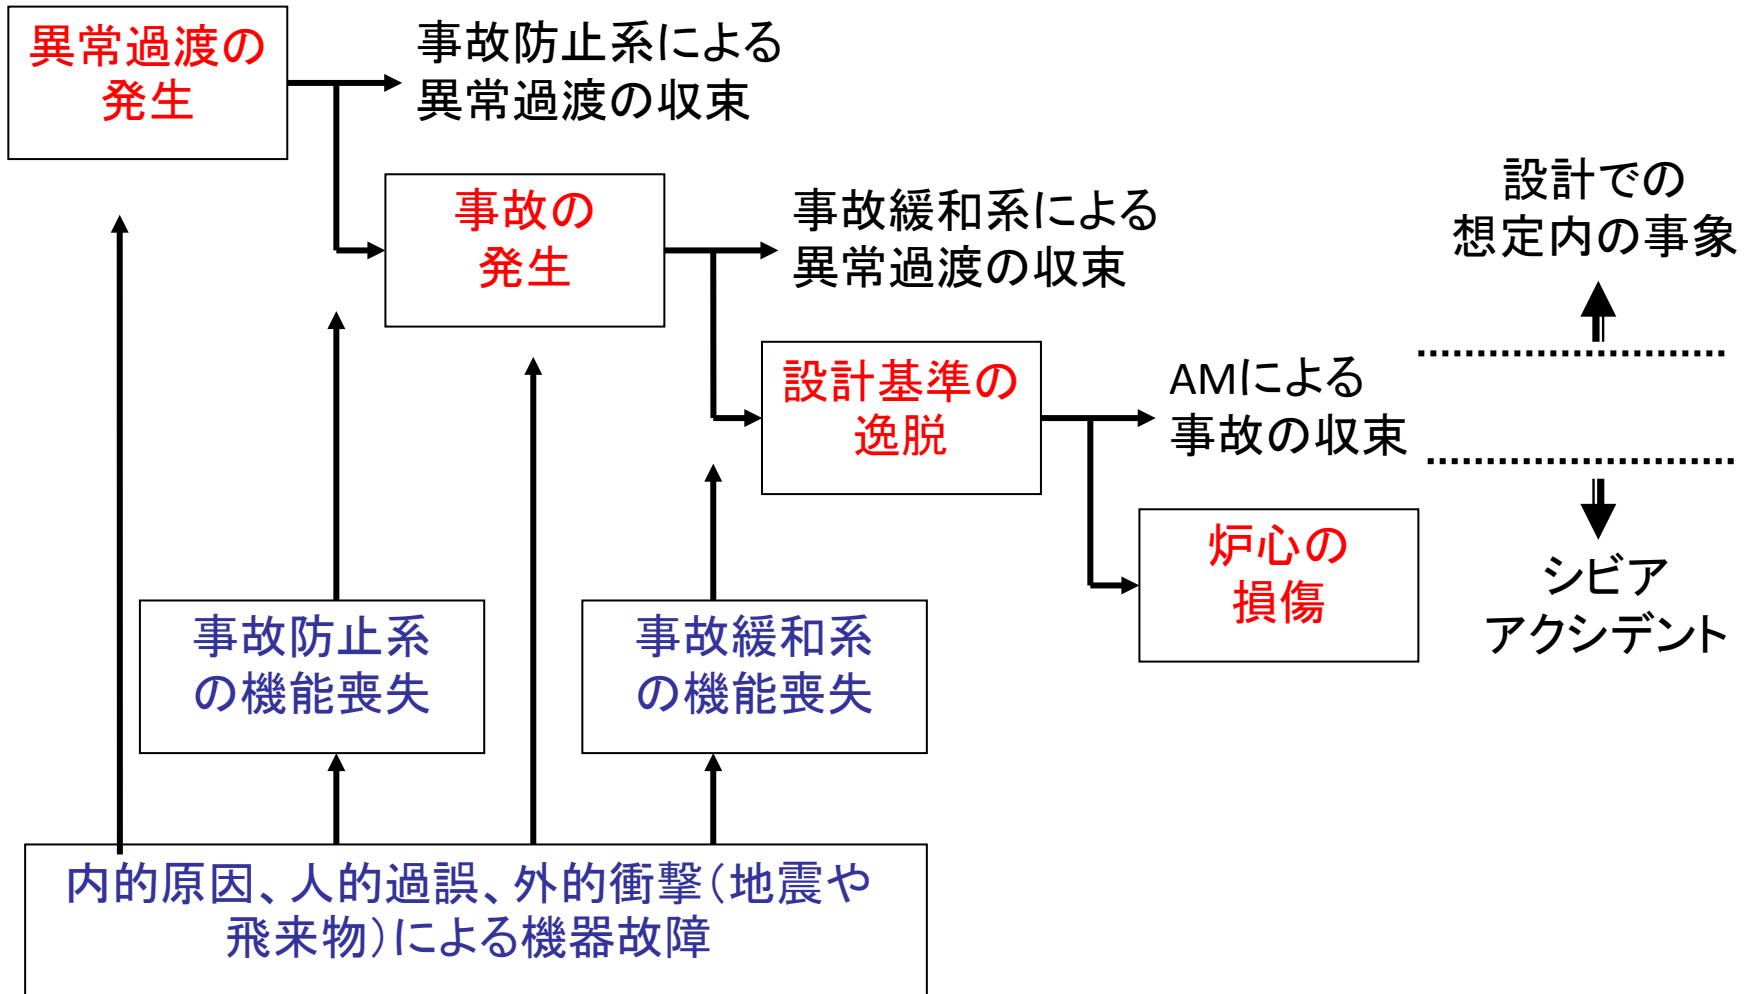 異常過渡の
発生
事故防止系による
異常過渡の収束
事故の
発生
事故緩和系による
異常過渡の収束
設計での
想定内の事象
設計基準の
逸脱
AMによる
事故の収束
炉心の
損傷
シビア
アクシデント
事故防止系
の機能喪失
事故緩和系
の機能喪失
内的原因、人的過誤、外的衝撃(地震や
飛来物)による機器故障